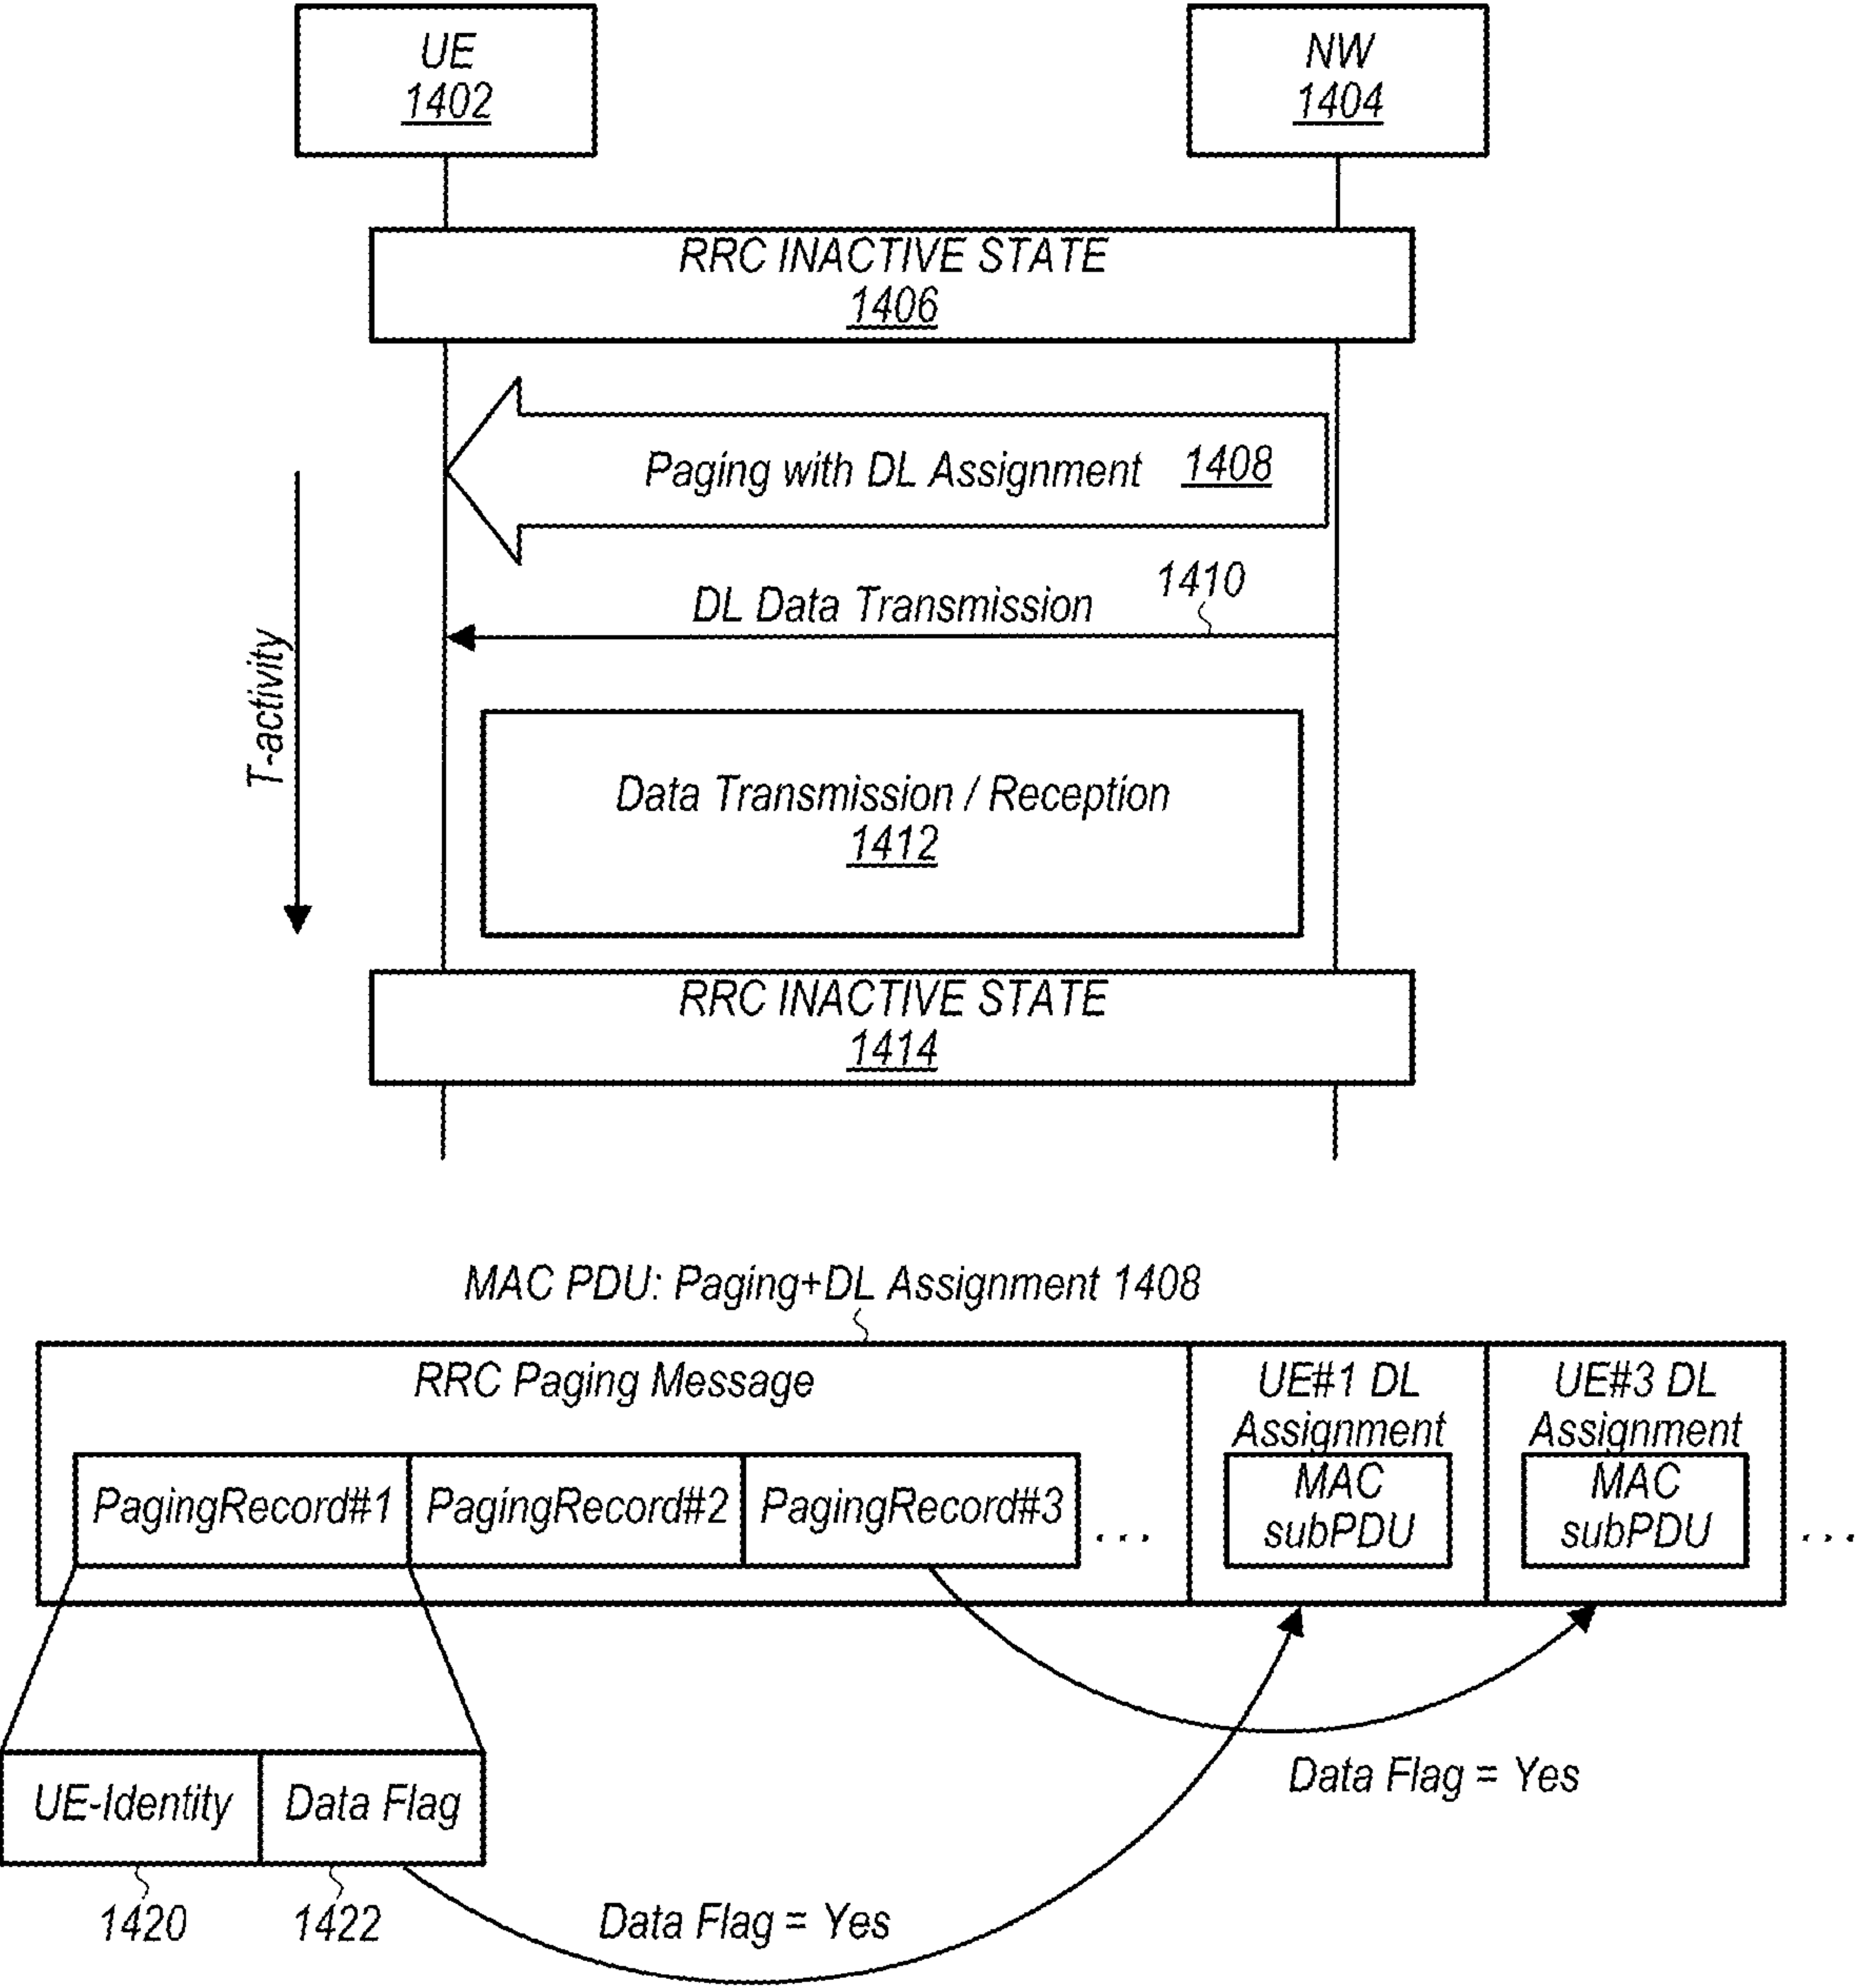 UE
1402
NW
1404
RRC INACTIVE STATE
1406
Paging with DL Assignment 1408
1410
DL Data Transmission
T-activity
Data Transmission / Reception
1412
RRC INACTIVE STATE
1414
MAC PDU: Paging+DL Assignment 1408
RRC Paging Message
UE#1 DL
Assignment
UE#3 DL
Assignment
PagingRecord#1
PagingRecord#2
PagingRecord#3
...
MAC
subPDU
MAC
subPDU
...
UE-Identity
Data Flag
Data Flag = Yes
1420
1422
Data Flag = Yes